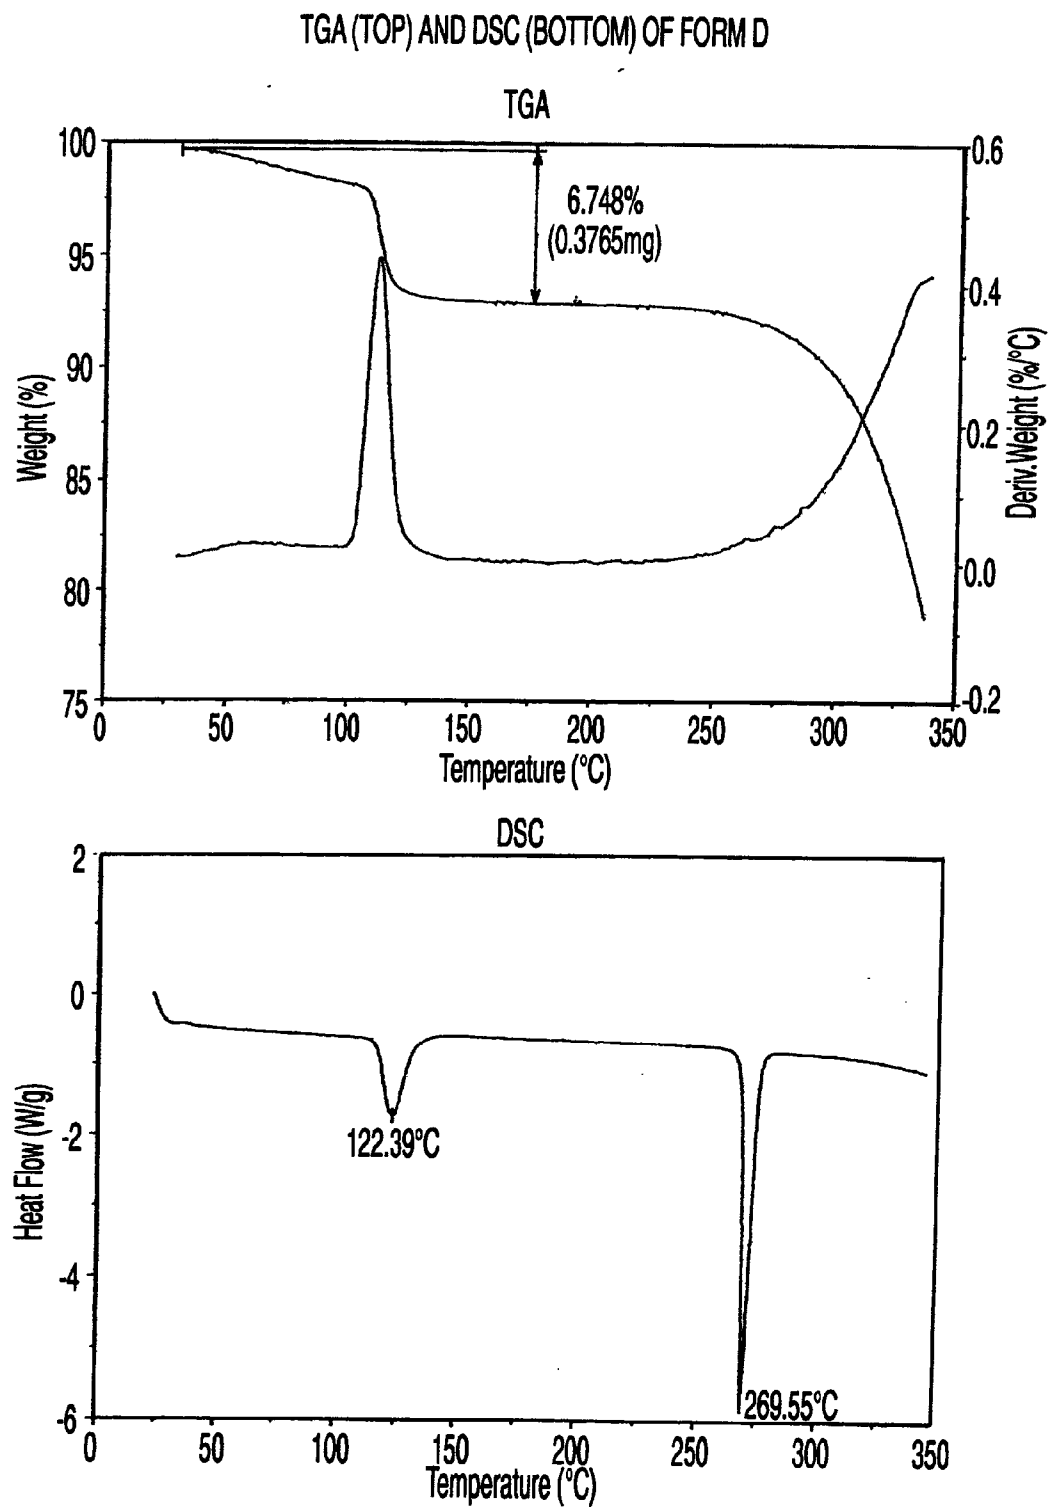 TGA (TOP) AND DSC (BOTTOM) OF FORM D
TGA
100
95
90
85
80
75
Weight (%)
6.748%
(0.3765mg)
0.6
0.4
0.2
0.0
-0.2
Deriv.Weight (%/°C)
0 50 100 150 200 250 300 350
Temperature (°C)
DSC
2
0
-2
-4
-6
Heat Flow (W/g)
122.39°C
269.55°C
0 50 100 150 200 250 300 350
Temperature (°C)